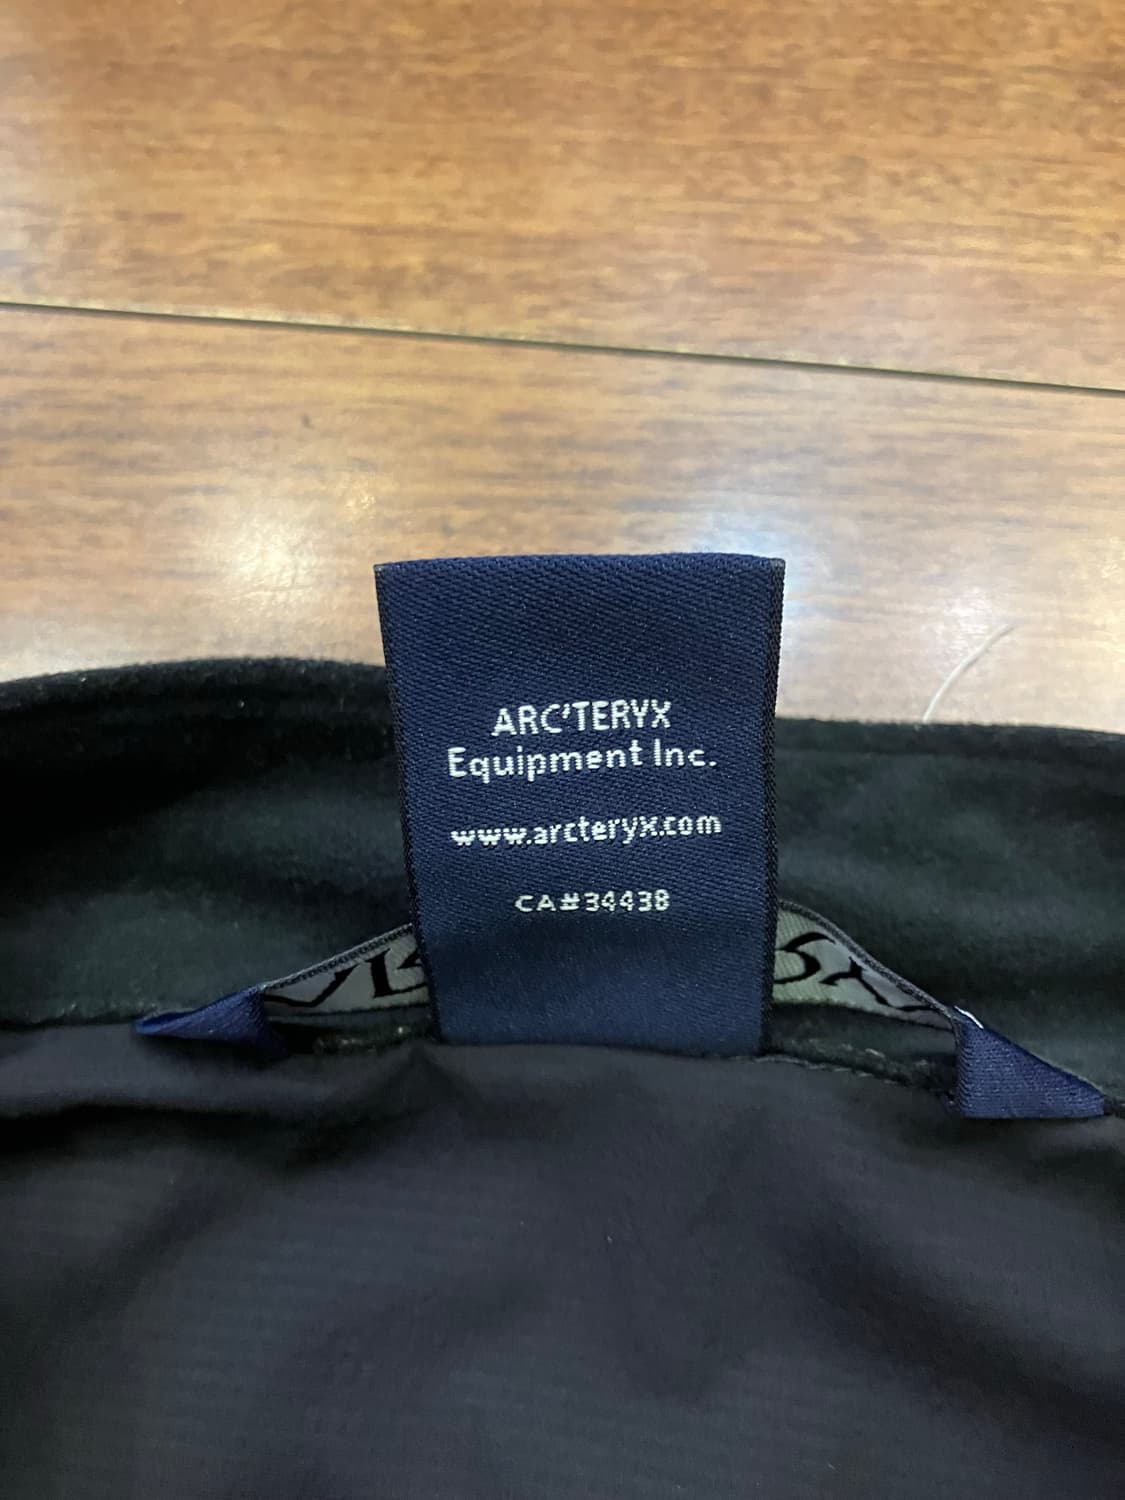 ARC'TERYX
Equipment Inc.
www.arcteryx.com
CA#34438